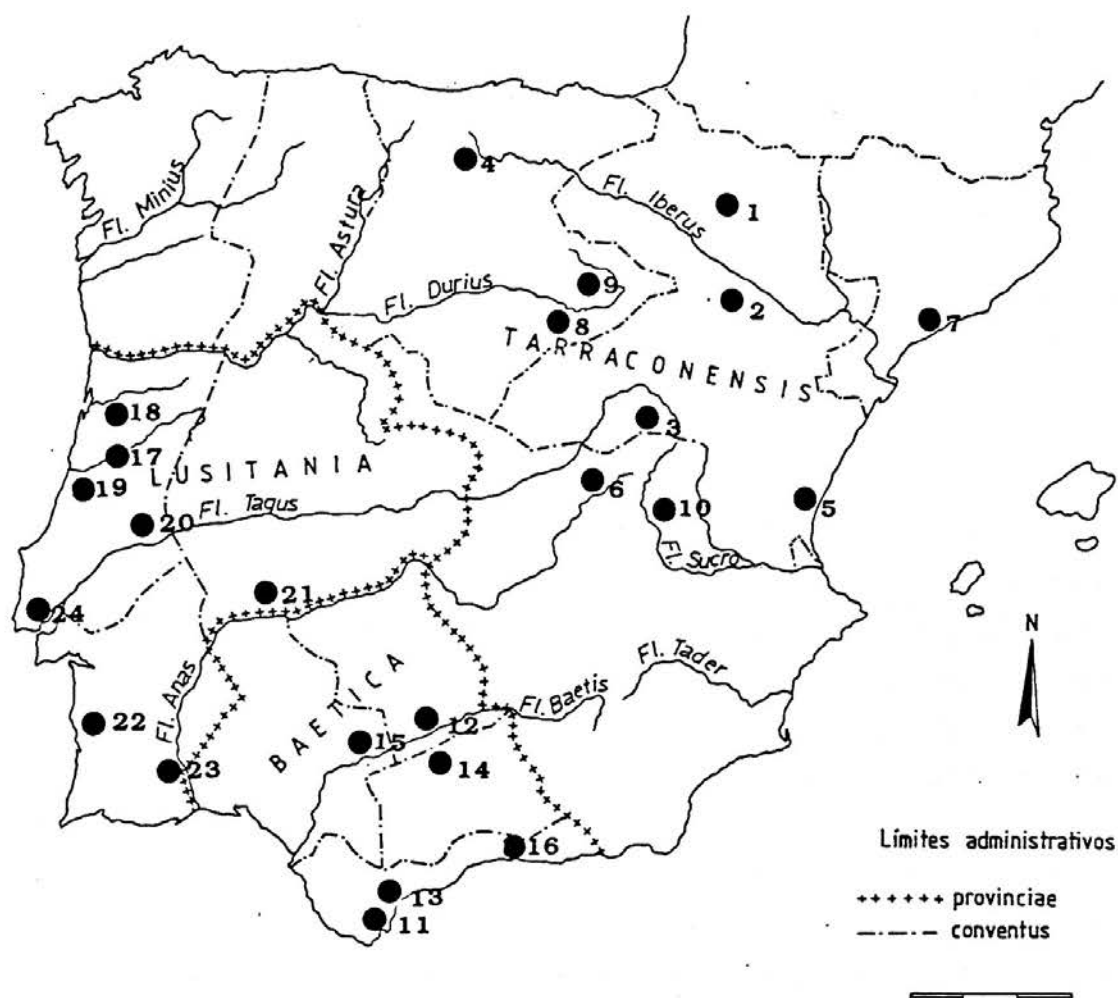 4
Fl. Minius
Fl. Iberus
1
Fl. Astura
9
Fl. Durius
2
8
7
TARRACONENSIS
18
3
17
LUSITANIA
6
19
5
10
20
Fl. Tagus
Fl. Sucro
21
24
N
Fl. Tader
Fl. Anas
BAETICA
Fl. Baetis
22
12
15
14
23
Límites administrativos
16
13
provinciae
11
conventus